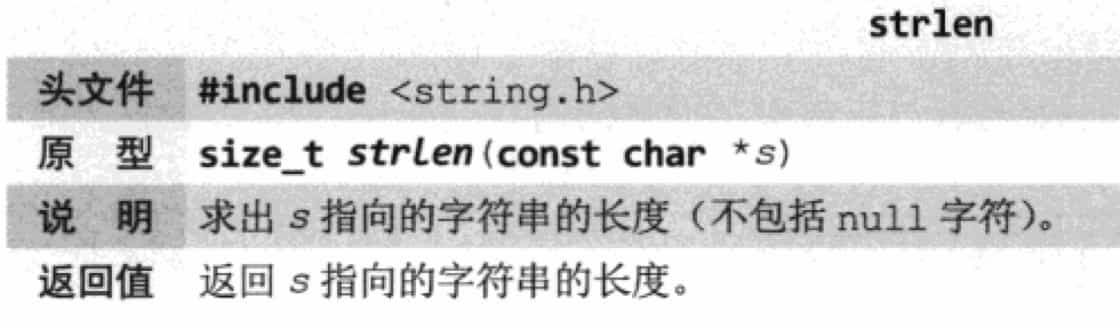 strlen
头文件 #include <string.h>
原 型 size_t strlen(const char *s)
说 明 求出 s 指向的字符串的长度（不包括 null 字符）。
返回值 返回 s 指向的字符串的长度。